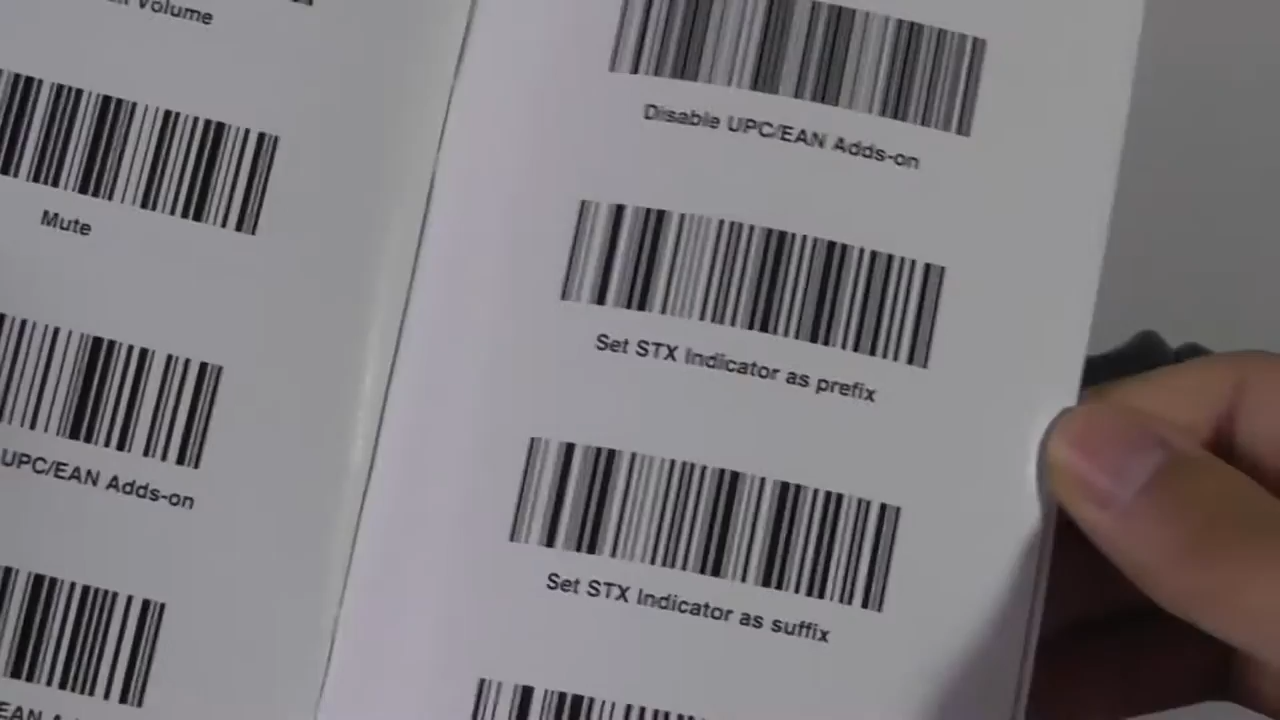 Volume
Mute
UPC/EAN Adds-on
Disable UPC/EAN Adds-on
Set STX Indicator as prefix
Set STX Indicator as suffix